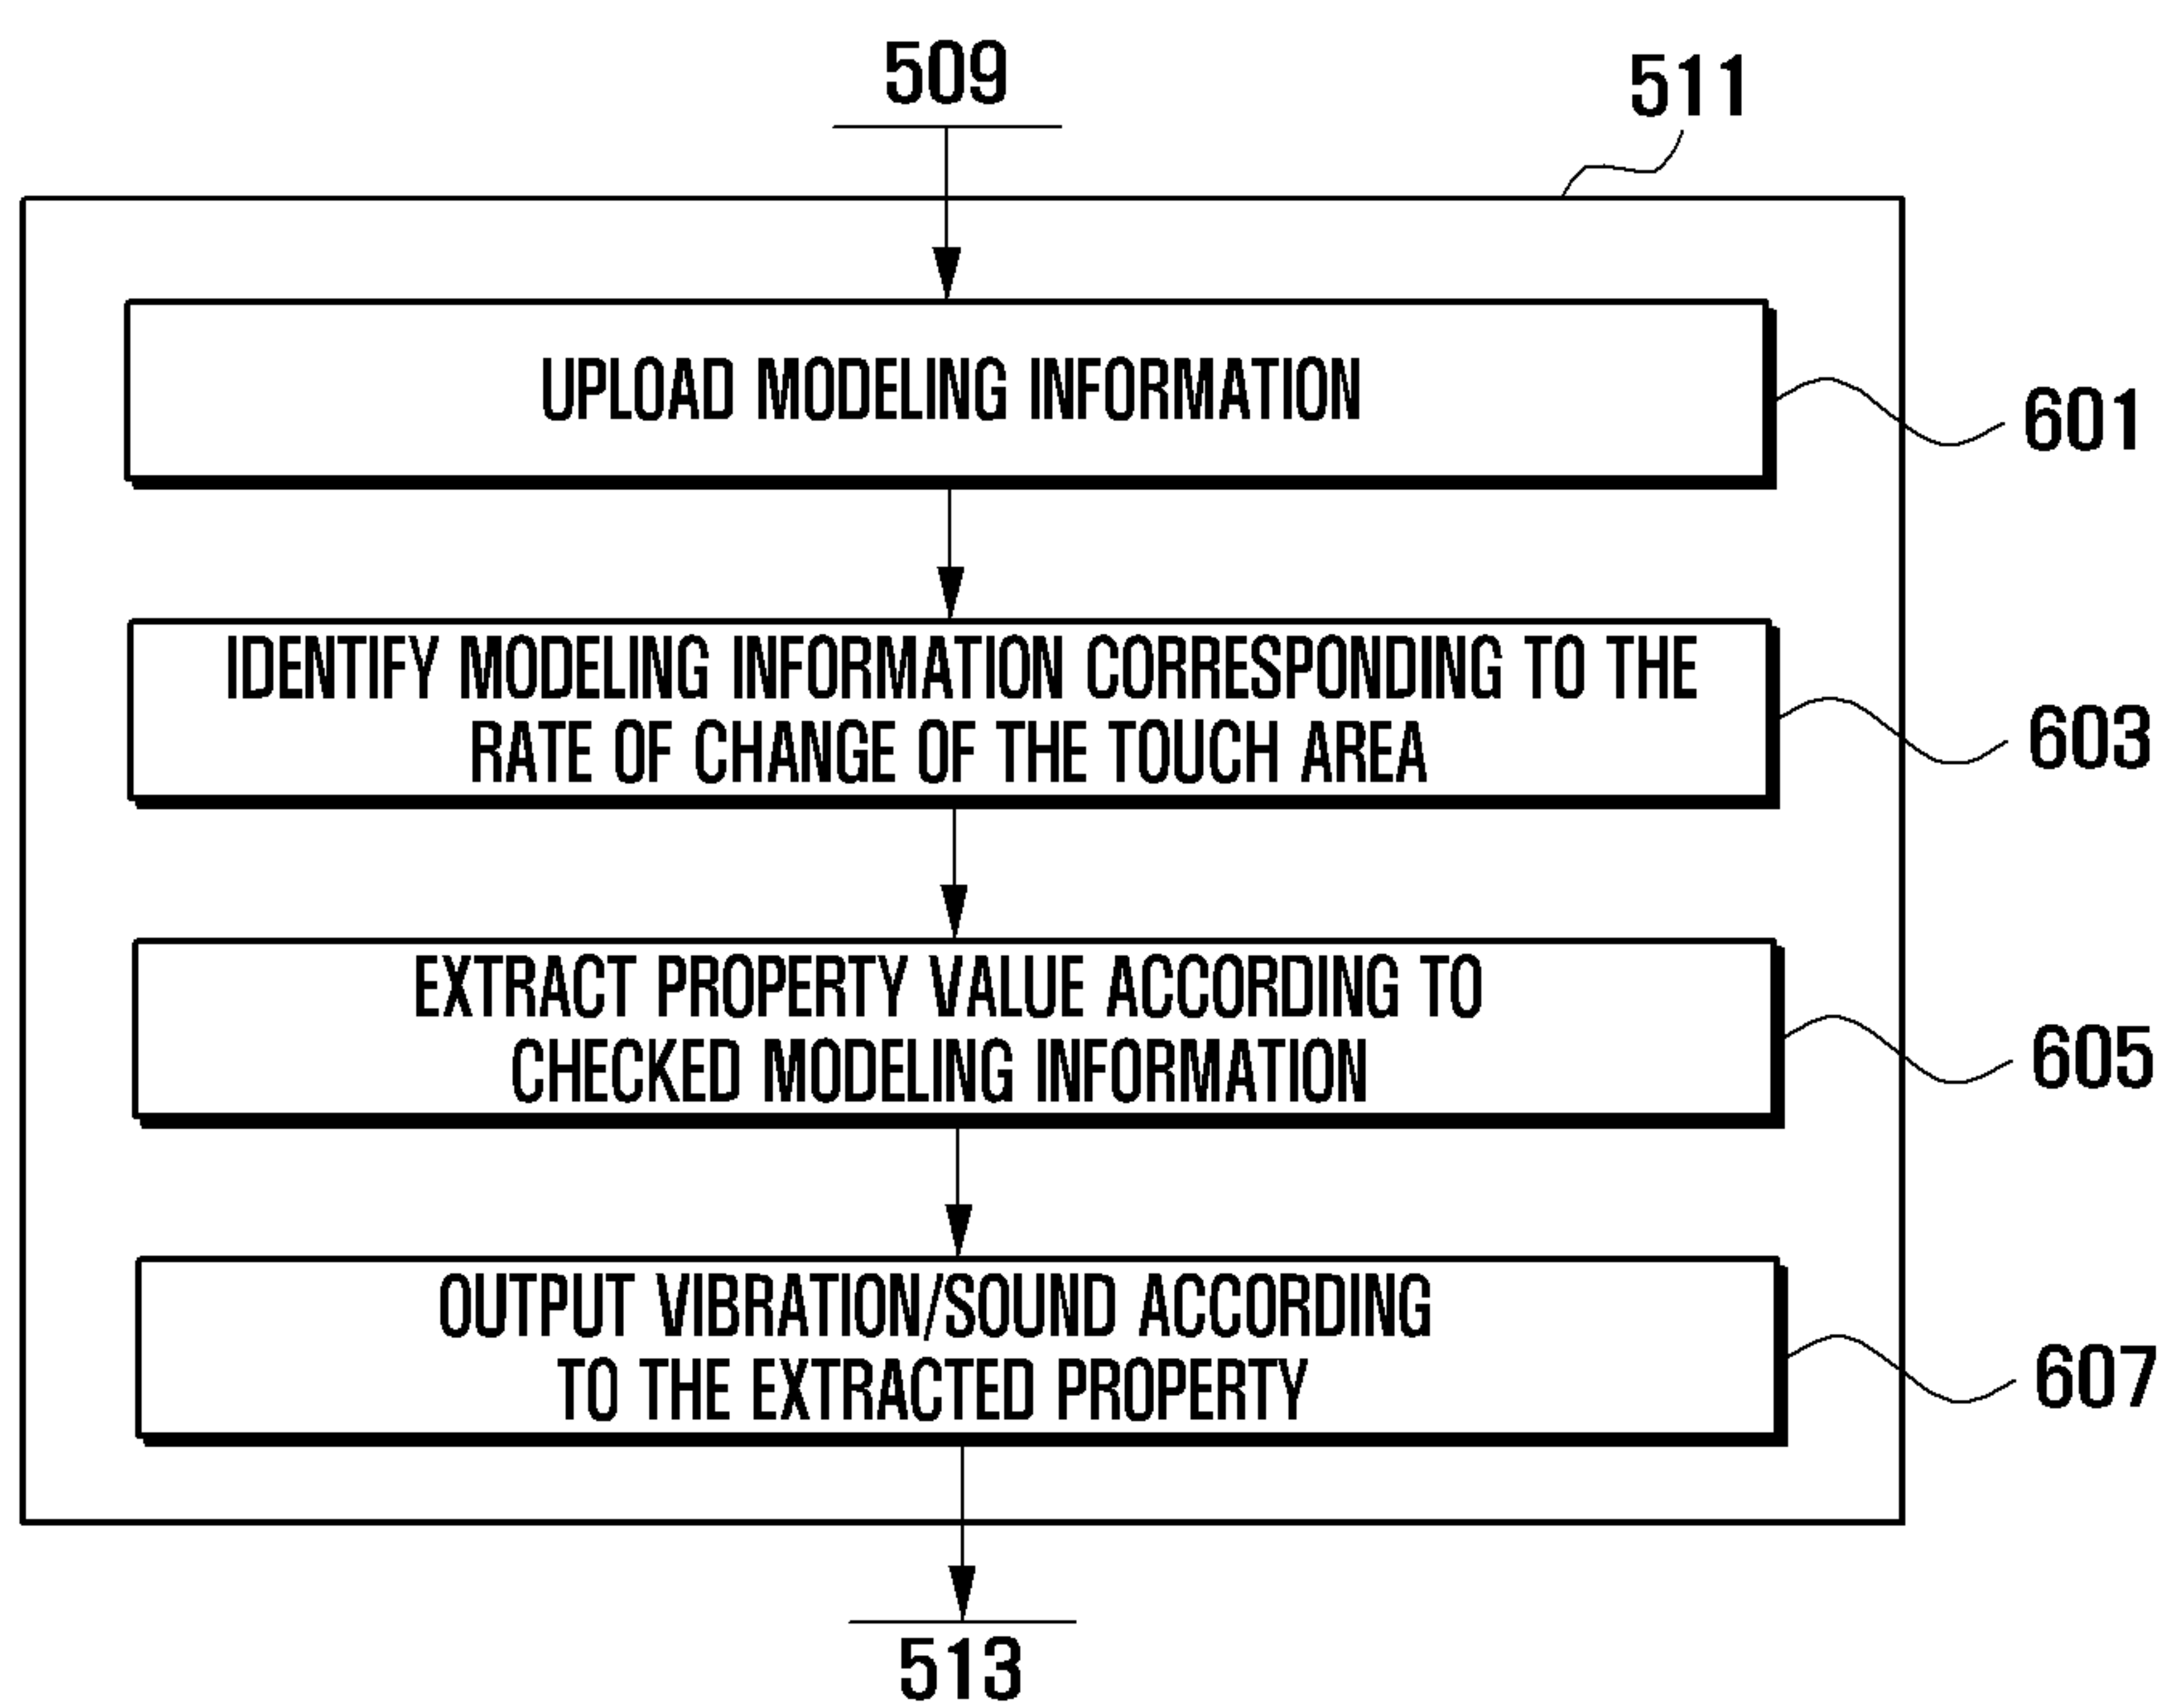 509
511
UPLOAD MODELING INFORMATION
601
IDENTIFY MODELING INFORMATION CORRESPONDING TO THE
RATE OF CHANGE OF THE TOUCH AREA
603
EXTRACT PROPERTY VALUE ACCORDING TO
CHECKED MODELING INFORMATION
605
OUTPUT VIBRATION/SOUND ACCORDING
TO THE EXTRACTED PROPERTY
607
513